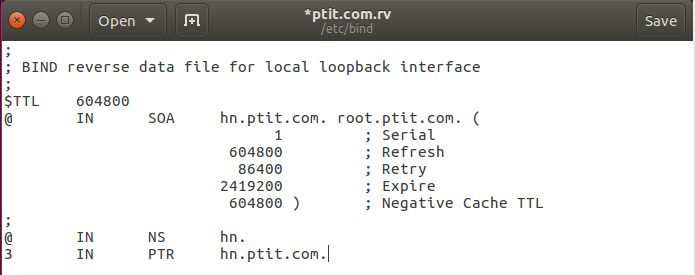 Open
*ptit.com.rv
/etc/bind
Save
;
; BIND reverse data file for local loopback interface
;
$TTL	604800
@	IN	SOA	hn.ptit.com. root.ptit.com. (
			      1		; Serial
			 604800		; Refresh
			  86400		; Retry
			2419200		; Expire
			 604800 )	; Negative Cache TTL
;
@	IN	NS	hn.
3	IN	PTR	hn.ptit.com.